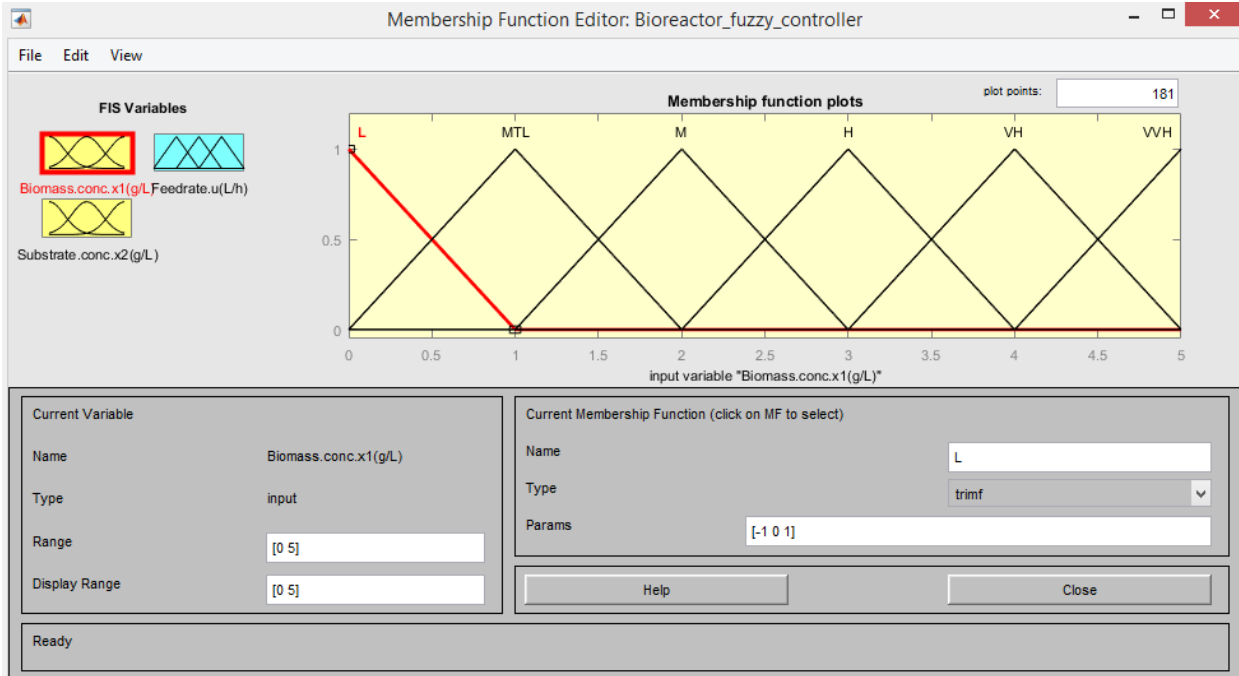 Membership Function Editor: Bioreactor_fuzzy_controller
File Edit View
FIS Variables
Biomass.conc.x1(g/L)
Feedrate.u(L/h)
Substrate.conc.x2(g/L)
Membership function plots
plot points:
181
L MTL M H VH VVH
1
0.5
0
0 0.5 1 1.5 2 2.5 3 3.5 4 4.5 5
input variable "Biomass.conc.x1(g/L)"
Current Variable
Name Biomass.conc.x1(g/L)
Type input
Range [0 5]
Display Range [0 5]
Current Membership Function (click on MF to select)
Name L
Type trimf
Params [-1 0 1]
Help Close
Ready